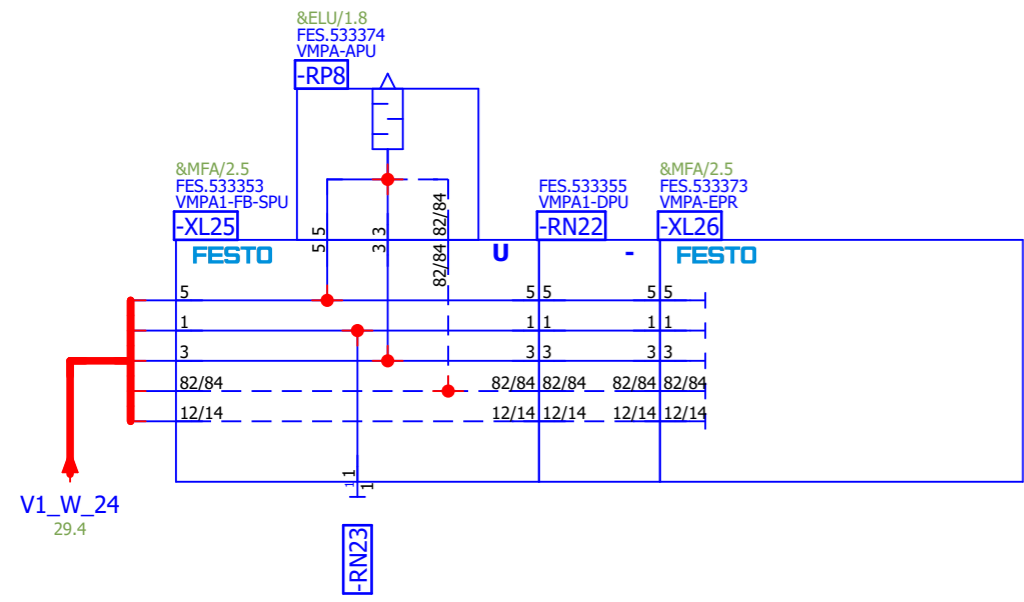 &ELU/1.8
FES.533374
VMPA-APU
-RP8
&MFA/2.5
FES.533353
VMPA1-FB-SPU
-XL25
FESTO
5 5
3 3
82/84 82/84
U
FES.533355
VMPA1-DPU
-RN22
-
&MFA/2.5
FES.533373
VMPA-EPR
-XL26
FESTO
5 5 5 5 5
1 1 1 1 1
3 3 3 3 3
82/84 82/84 82/84 82/84 82/84
12/14 12/14 12/14 12/14 12/14
1 1
1
V1_W_24
29.4
-RN23